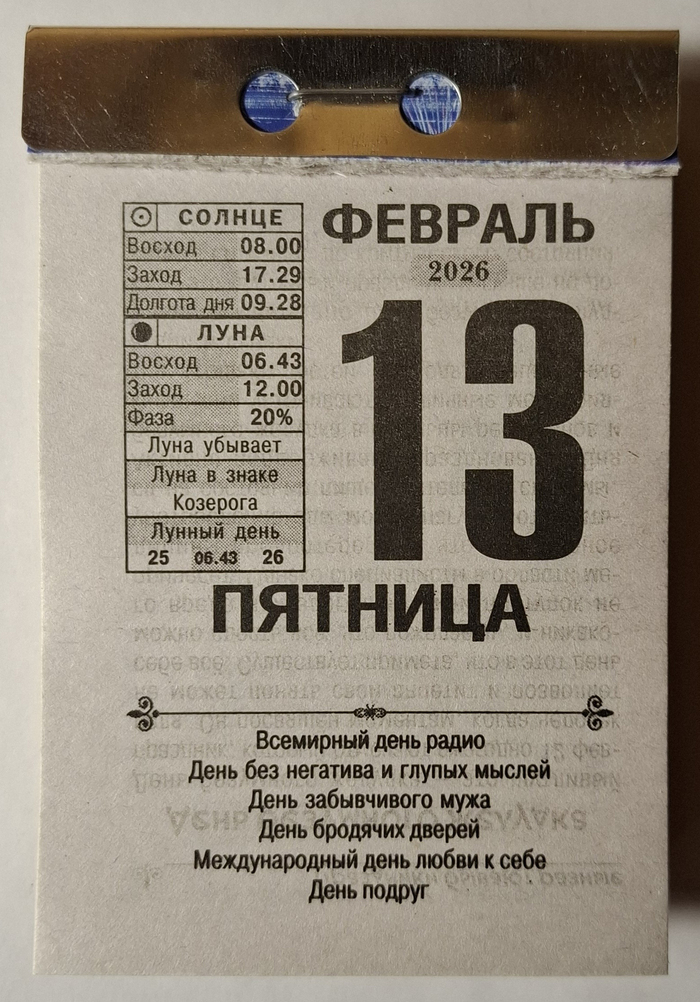 СОЛНЦЕ
Восход 08.00
Заход 17.29
Долгота дня 09.28
ЛУНА
Восход 06.43
Заход 12.00
Фаза 20%
Луна убывает
Луна в знаке
Козерога
Лунный день
25 06.43 26
ФЕВРАЛЬ
2026
13
ПЯТНИЦА
Всемирный день радио
День без негатива и глупых мыслей
День забывчивого мужа
День бродячих дверей
Международный день любви к себе
День подруг